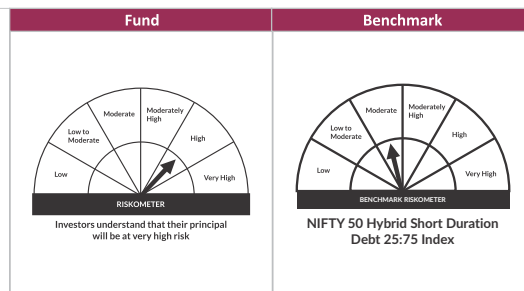 Fund
Benchmark
Moderate
Moderately
High
Low to
Moderate
High
Low
Very High
RISKOMETER
Investors understand that their principal
will be at very high risk
Moderate
Moderately
High
Low to
Moderate
High
Low
Very High
BENCHMARK RISKOMETER
NIFTY 50 Hybrid Short Duration
Debt 25:75 Index